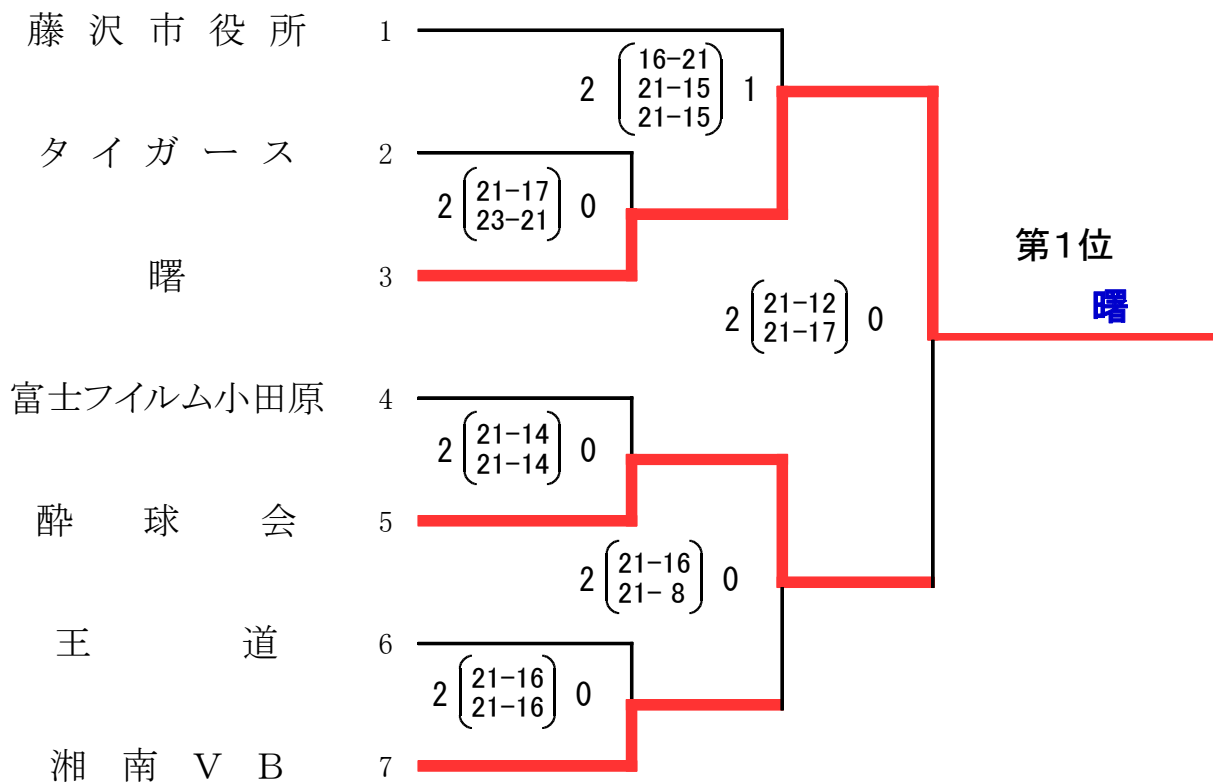 藤沢市役所 1
2 (16-21 21-15 21-15) 1
タイガース 2
2 (21-17 23-21) 0
曙 3
第1位
曙
2 (21-12 21-17) 0
富士フイルム小田原 4
2 (21-14 21-14) 0
酔球会 5
2 (21-16 21- 8) 0
王道 6
2 (21-16 21-16) 0
湘南VB 7